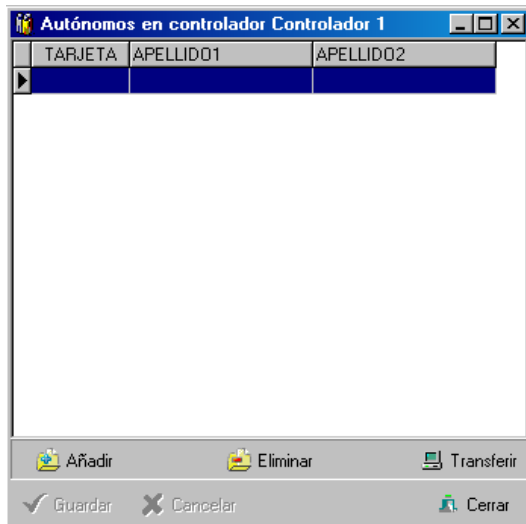 Autónomos en controlador Controlador 1
TARJETA APELLIDO1 APELLIDO2
Añadir Eliminar Transferir
Guardar Cancelar Cerrar